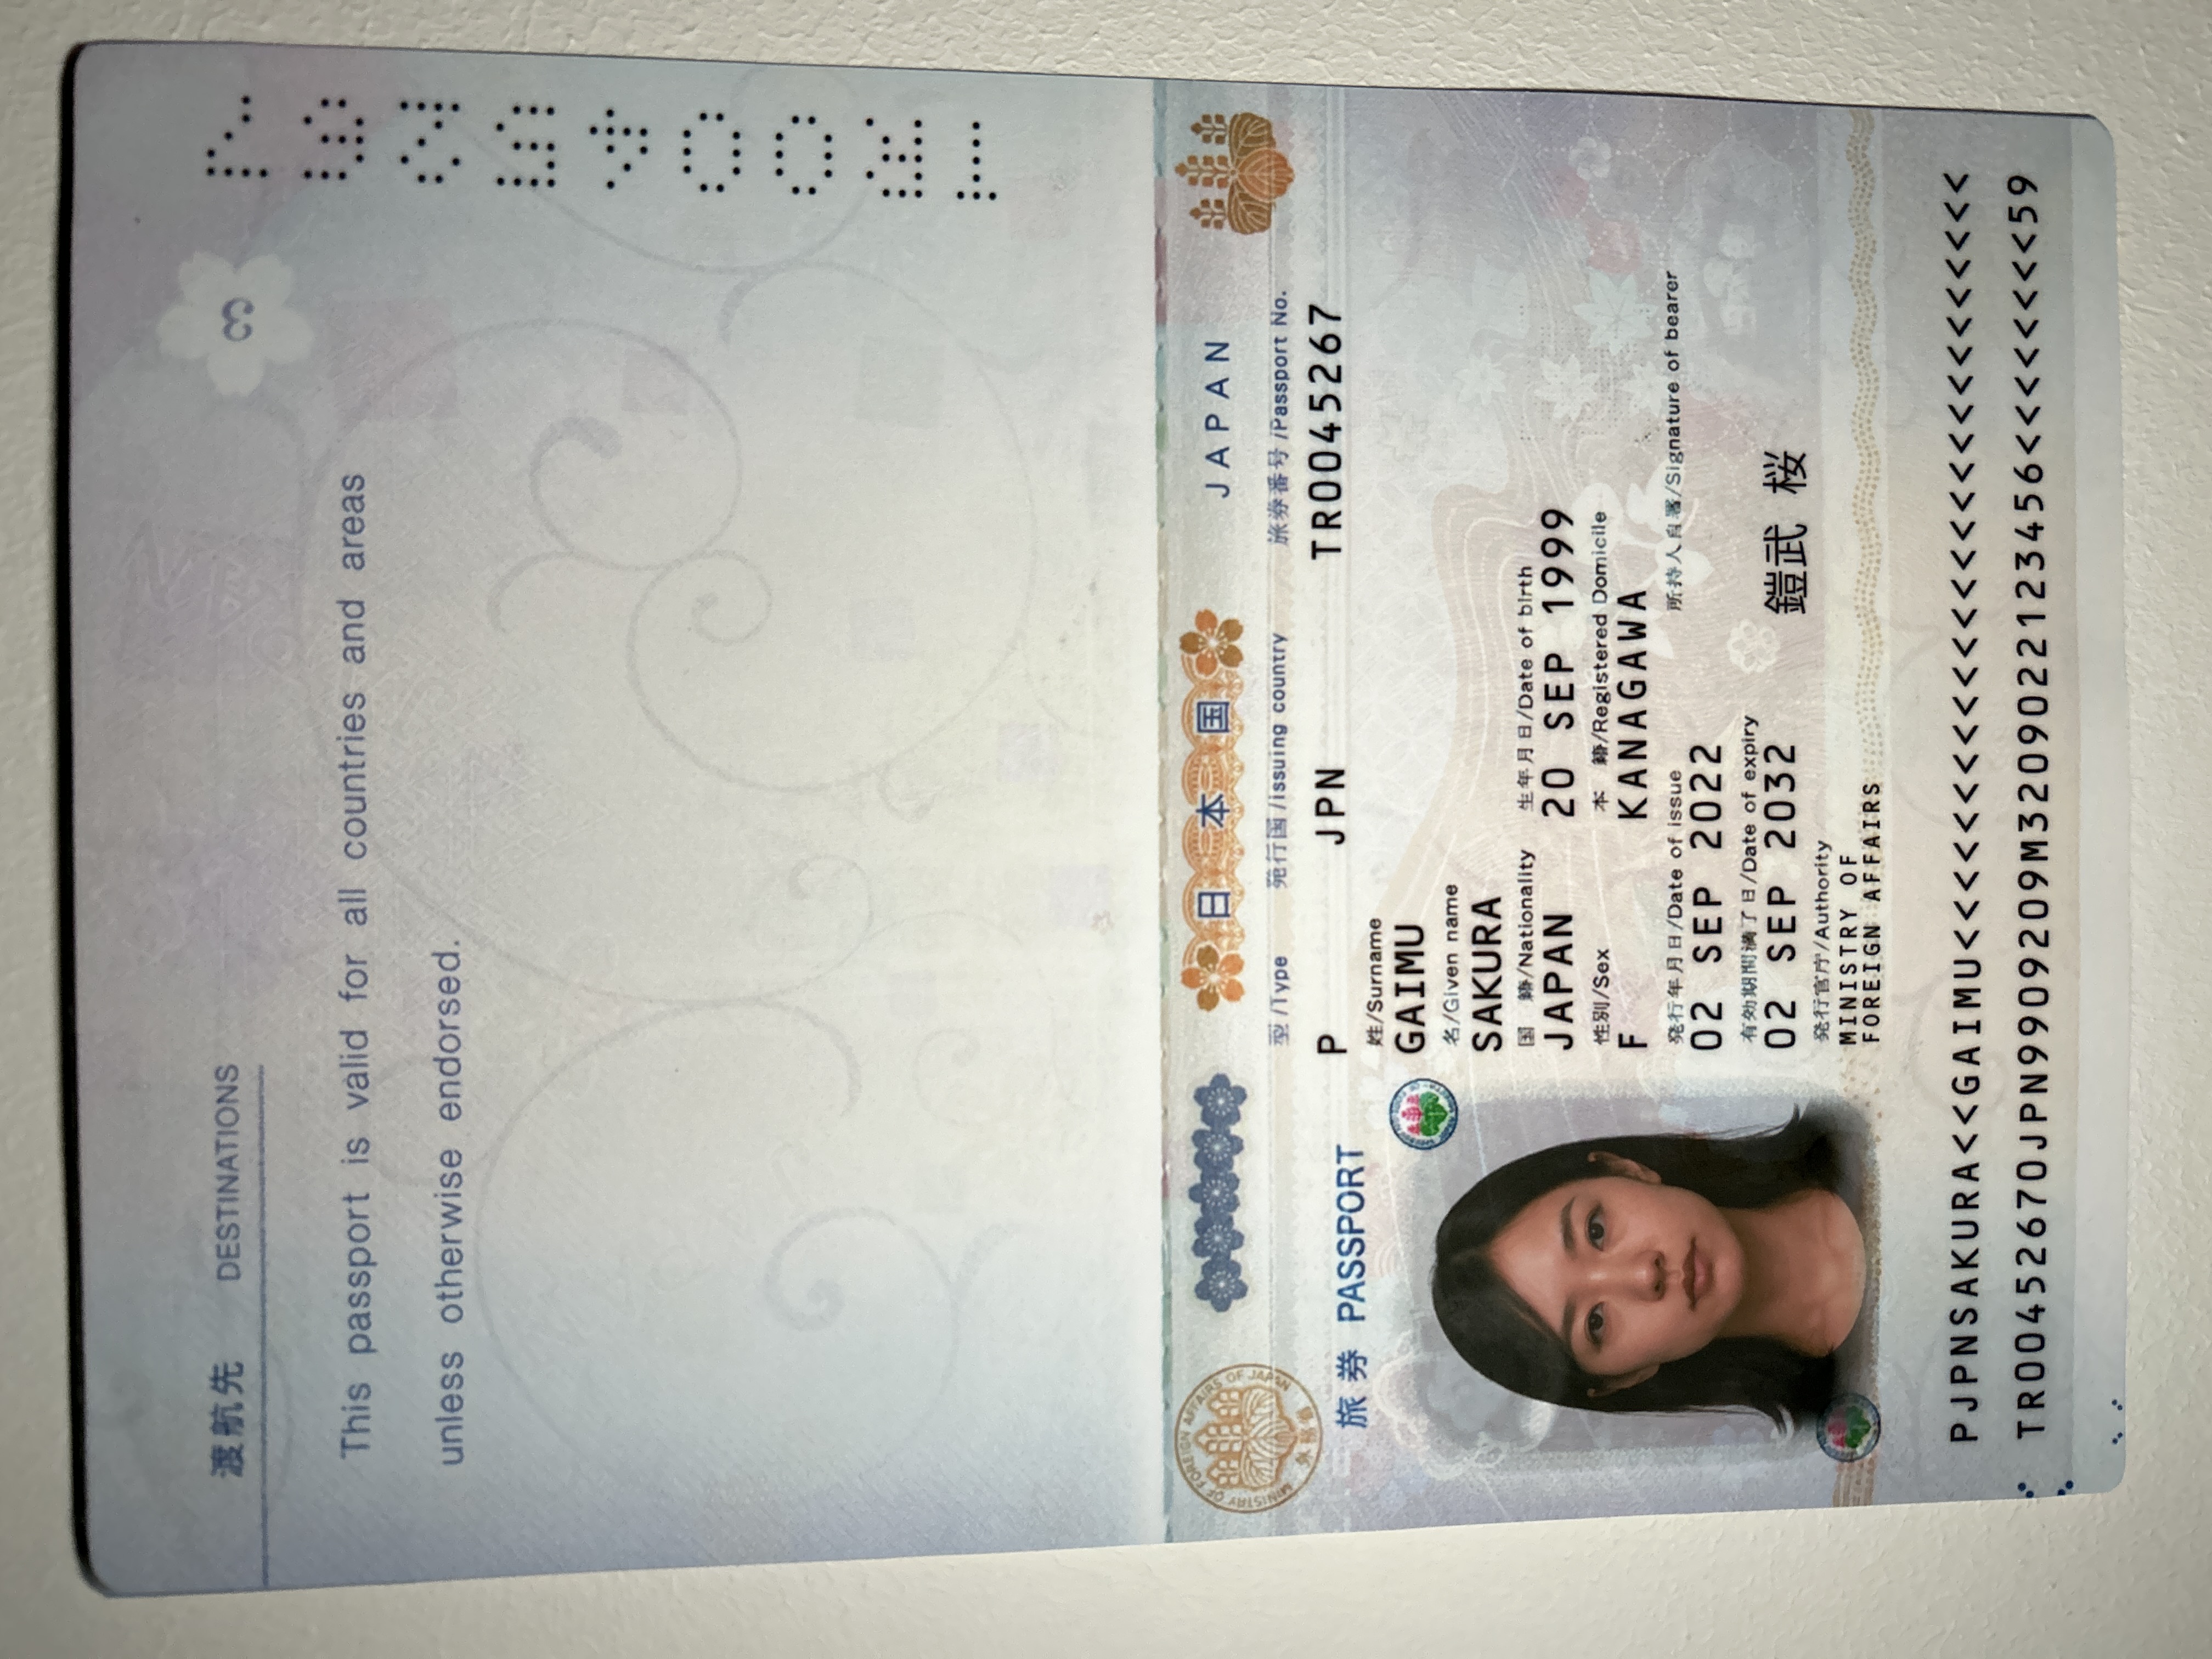 渡航先 DESTINATIONS
3
This passport is valid for all countries and areas
unless otherwise endorsed.
TR0045267
MINISTRY OF FOREIGN AFFAIRS OF JAPAN
外務省
日本国
JAPAN
旅券 PASSPORT
型/Type 発行国/Issuing country 旅券番号/Passport No.
P JPN TR0045267
姓/Surname
GAIMU
名/Given name
SAKURA
国 籍/Nationality 生年月日/Date of birth
JAPAN 20 SEP 1999
性別/Sex 本 籍/Registered Domicile
F KANAGAWA
発行年月日/Date of issue 所持人自署/Signature of bearer
02 SEP 2022
有効期間満了日/Date of expiry
02 SEP 2032 鎧武 桜
発行官庁/Authority
MINISTRY OF
FOREIGN AFFAIRS
PJPNSAKURA<<GAIMU<<<<<<<<<<<<<<<<<<<<<<<<<<<
TR00452670JPN9909209M3209022123456<<<<<<<<59